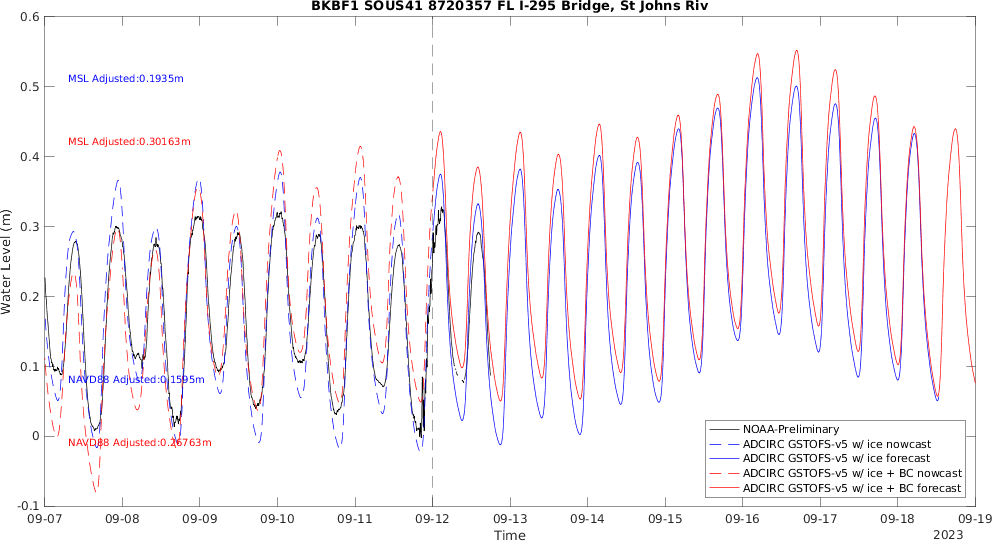 BKBF1 SOUS41 8720357 FL I-295 Bridge, St Johns Riv
0.6
0.5
0.4
0.3
0.2
0.1
0
-0.1
Water Level (m)
MSL Adjusted:0.1935m
MSL Adjusted:0.30163m
NAVD88 Adjusted:0.1595m
NAVD88 Adjusted:0.26763m
NOAA-Preliminary
ADCIRC GSTOFS-v5 w/ ice nowcast
ADCIRC GSTOFS-v5 w/ ice forecast
ADCIRC GSTOFS-v5 w/ ice + BC nowcast
ADCIRC GSTOFS-v5 w/ ice + BC forecast
09-07 09-08 09-09 09-10 09-11 09-12 09-13 09-14 09-15 09-16 09-17 09-18 09-19
Time
2023